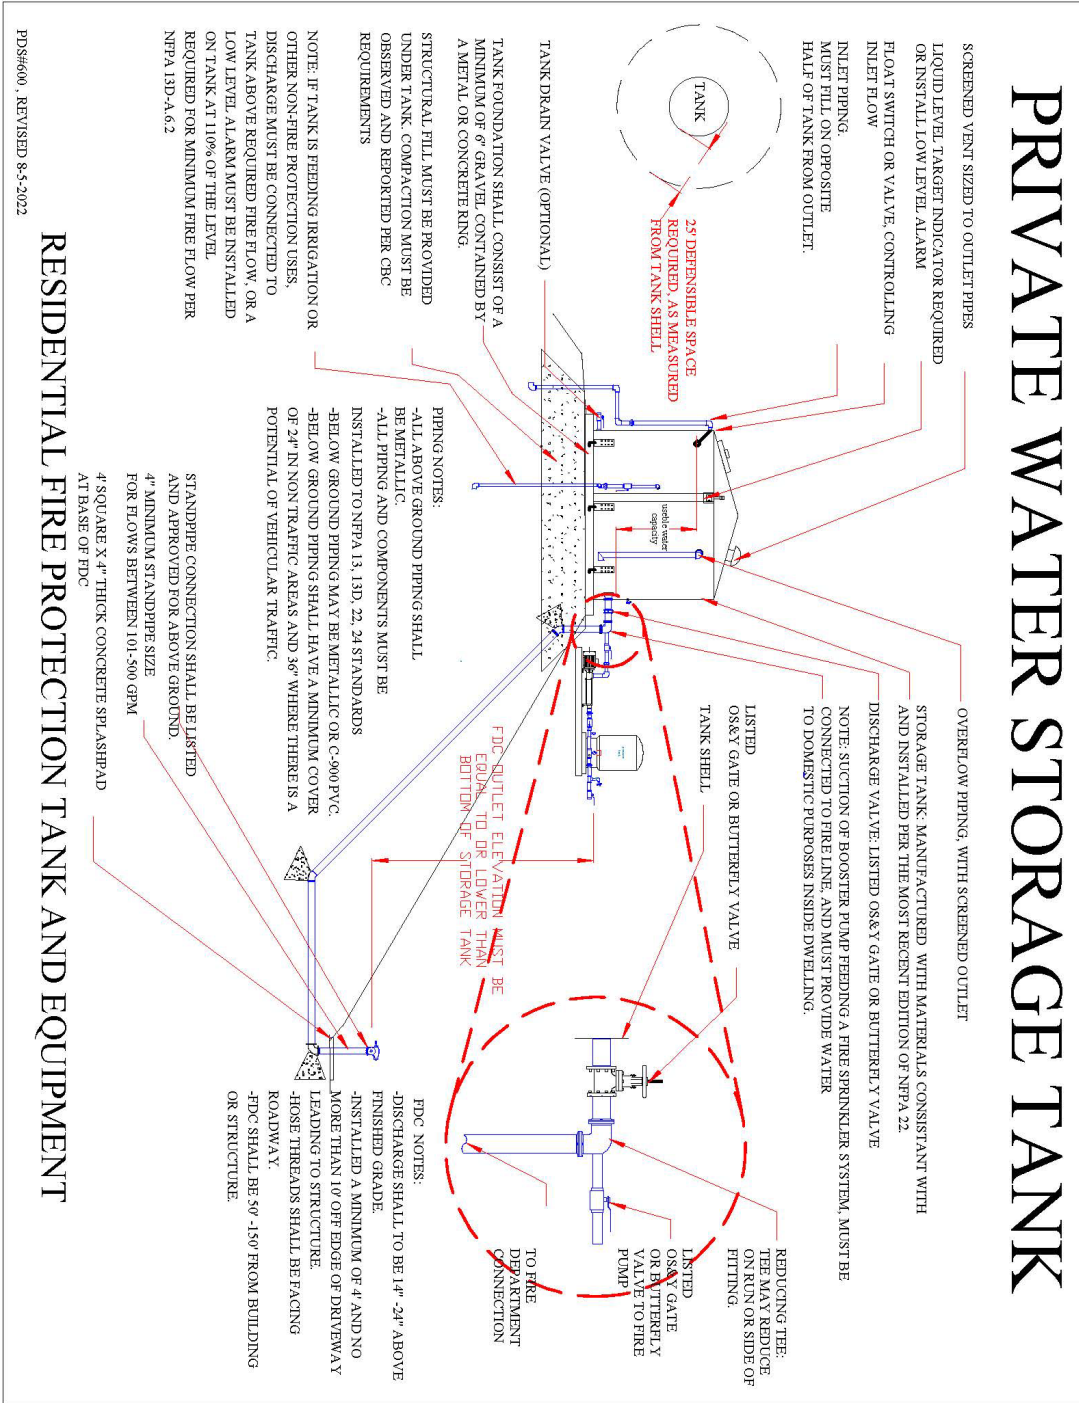 PRIVATE WATER STORAGE TANK
SCREENED VENT SIZED TO OUTLET PIPES
LIQUID LEVEL TARGET INDICATOR REQUIRED
OR INSTALL LOW LEVEL ALARM
FLOAT SWITCH OR VALVE, CONTROLLING
INLET FLOW
INLET PIPING.
MUST FILL ON OPPOSITE
HALF OF TANK FROM OUTLET.
TANK
25' DEFENSIBLE SPACE
REQUIRED, AS MEASURED
FROM TANK SHELL
TANK DRAIN VALVE (OPTIONAL)
TANK FOUNDATION SHALL CONSIST OF A
MINIMUM OF 6" GRAVEL CONTAINED BY
A METAL OR CONCRETE RING.
STRUCTURAL FILL MUST BE PROVIDED
UNDER TANK. COMPACTION MUST BE
OBSERVED AND REPORTED PER CBC
REQUIREMENTS
NOTE: IF TANK IS FEEDING IRRIGATION OR
OTHER NON-FIRE PROTECTION USES,
DISCHARGE MUST BE CONNECTED TO
TANK ABOVE REQUIRED FIRE FLOW, OR A
LOW LEVEL ALARM MUST BE INSTALLED
ON TANK AT 110% OF THE LEVEL
REQUIRED FOR MINIMUM FIRE FLOW PER
NFPA 13D-A.6.2
useble water
capacity
OVERFLOW PIPING, WITH SCREENED OUTLET
STORAGE TANK: MANUFACTURED WITH MATERIALS CONSISTANT WITH
AND INSTALLED PER THE MOST RECENT EDITION OF NFPA 22.
DISCHARGE VALVE: LISTED OS&Y GATE OR BUTTERFLY VALVE
NOTE: SUCTION OF BOOSTER PUMP FEEDING A FIRE SPRINKLER SYSTEM, MUST BE
CONNECTED TO FIRE LINE, AND MUST PROVIDE WATER
TO DOMESTIC PURPOSES INSIDE DWELLING.
LISTED
OS&Y GATE OR BUTTERFLY VALVE
TANK SHELL
REDUCING TEE:
TEE MAY REDUCE
ON RUN OR SIDE OF
FITTING.
LISTED
OS&Y GATE
OR BUTTERFLY
VALVE TO FIRE
PUMP
TO FIRE
DEPARTMENT
CONNECTION
FDC OUTLET ELEVATION MUST BE
EQUAL TO OR LOWER THAN
BOTTOM OF STORAGE TANK
PIPING NOTES:
-ALL ABOVE GROUND PIPING SHALL
BE METALLIC.
-ALL PIPING AND COMPONENTS MUST BE
INSTALLED TO NFPA 13, 13D, 22, 24 STANDARDS
-BELOW GROUND PIPING MAY BE METALLIC OR C-900 PVC.
-BELOW GROUND PIPING SHALL HAVE A MINIMUM COVER
OF 24" IN NON TRAFFIC AREAS AND 36" WHERE THERE IS A
POTENTIAL OF VEHICULAR TRAFFIC.
FDC NOTES:
-DISCHARGE SHALL TO BE 14" -24" ABOVE
FINISHED GRADE.
-INSTALLED A MINIMUM OF 4' AND NO
MORE THAN 10' OFF EDGE OF DRIVEWAY
LEADING TO STRUCTURE.
-HOSE THREADS SHALL BE FACING
ROADWAY.
-FDC SHALL BE 50' -150' FROM BUILDING
OR STRUCTURE.
STANDPIPE CONNECTION SHALL BE LISTED
AND APPROVED FOR ABOVE GROUND.
4" MINIMUM STANDPIPE SIZE
FOR FLOWS BETWEEN 101-500 GPM
4' SQUARE X 4" THICK CONCRETE SPLASHPAD
AT BASE OF FDC
RESIDENTIAL FIRE PROTECTION TANK AND EQUIPMENT
PDS#600 , REVISED 8-5-2022